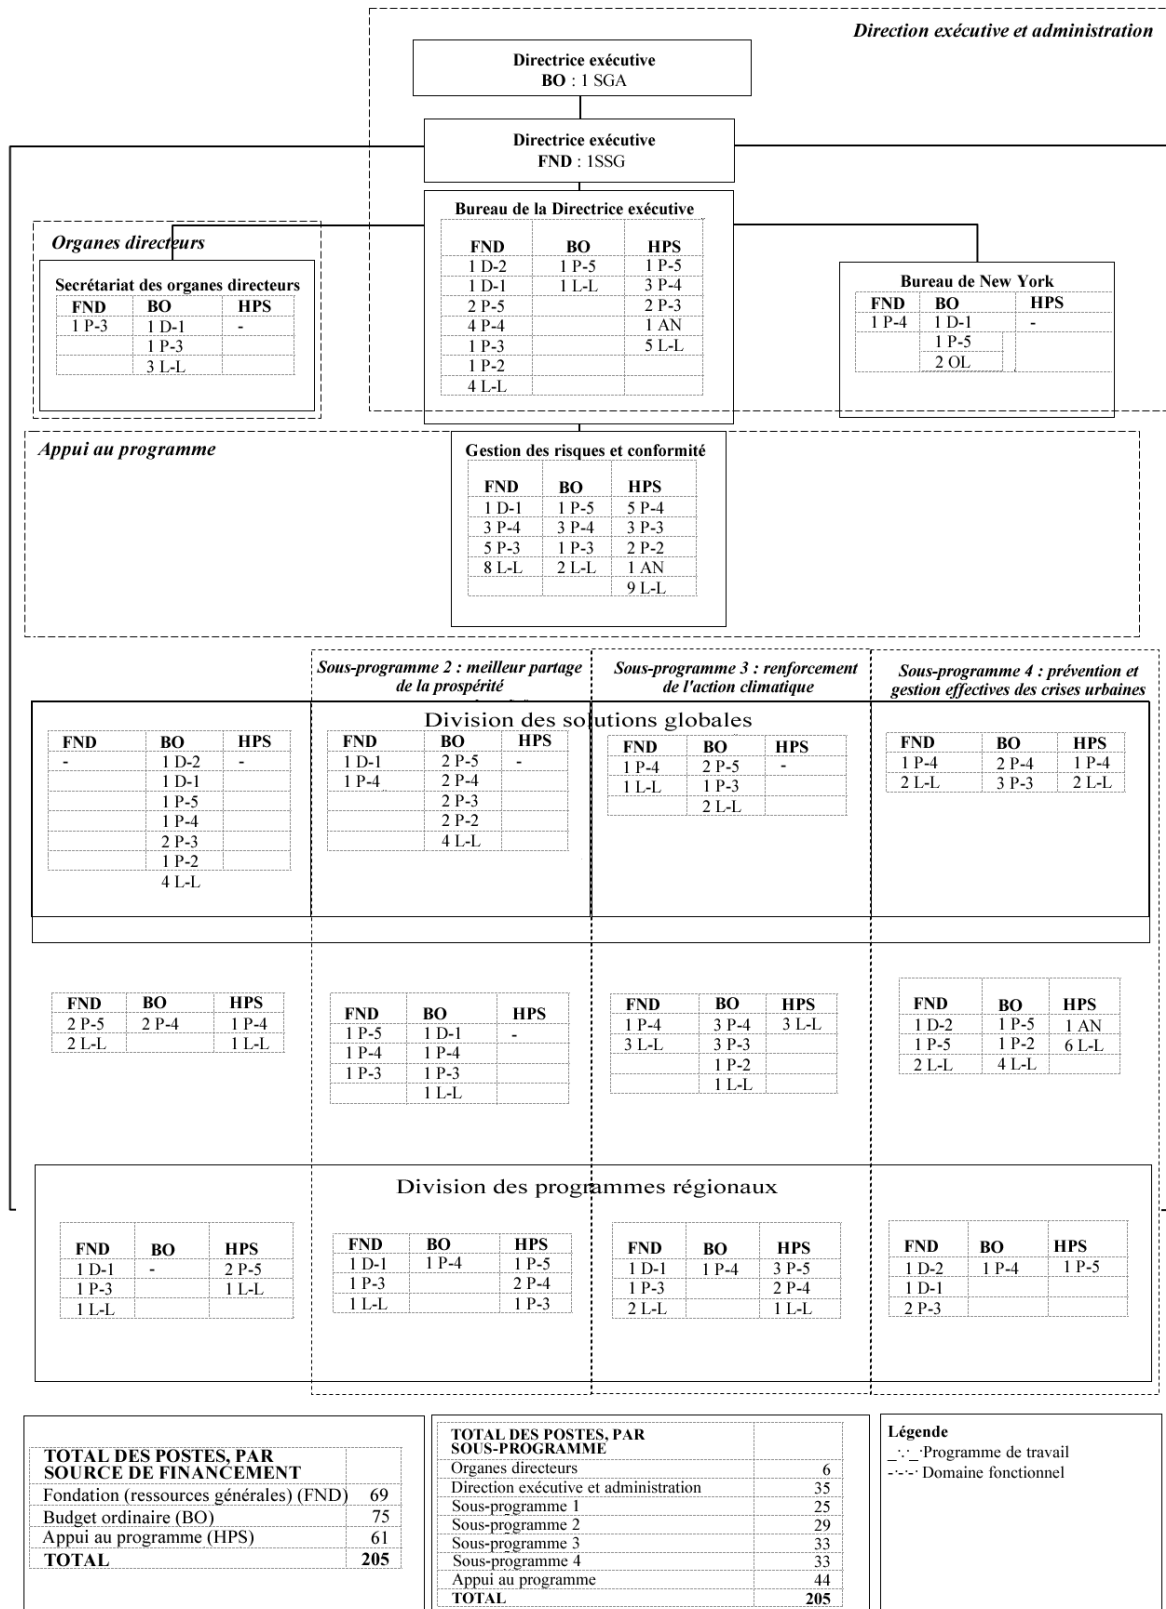 Direction exécutive et administration
Directrice exécutive
BO : 1 SGA
Directrice exécutive
FND : 1SSG
Bureau de la Directrice exécutive
FND BO HPS
1 D-2 1 P-5 1 P-5
1 D-1 1 L-L 3 P-4
2 P-5 2 P-3
4 P-4 1 AN
1 P-3 5 L-L
1 P-2
4 L-L
Organes directeurs
Secrétariat des organes directeurs
FND BO HPS
1 P-3 1 D-1 -
1 P-3
3 L-L
Bureau de New York
FND BO HPS
1 P-4 1 D-1 -
1 P-5
2 OL
Appui au programme
Gestion des risques et conformité
FND BO HPS
1 D-1 1 P-5 5 P-4
3 P-4 3 P-4 3 P-3
5 P-3 1 P-3 2 P-2
8 L-L 2 L-L 1 AN
9 L-L
Sous-programme 2 : meilleur partage
de la prospérité
Sous-programme 3 : renforcement
de l'action climatique
Sous-programme 4 : prévention et
gestion effectives des crises urbaines
Division des solutions globales
FND BO HPS
- 1 D-2 -
1 D-1
1 P-5
1 P-4
2 P-3
1 P-2
4 L-L
FND BO HPS
1 D-1 2 P-5 -
1 P-4 2 P-4
2 P-3
2 P-2
4 L-L
FND BO HPS
1 P-4 2 P-5 -
1 L-L 1 P-3
2 L-L
FND BO HPS
1 P-4 2 P-4 1 P-4
2 L-L 3 P-3 2 L-L
FND BO HPS
2 P-5 2 P-4 1 P-4
2 L-L 1 L-L
FND BO HPS
1 P-5 1 D-1 -
1 P-4 1 P-4
1 P-3 1 P-3
1 L-L
FND BO HPS
1 P-4 3 P-4 3 L-L
3 L-L 3 P-3
1 P-2
1 L-L
FND BO HPS
1 D-2 1 P-5 1 AN
1 P-5 1 P-2 6 L-L
2 L-L 4 L-L
Division des programmes régionaux
FND BO HPS
1 D-1 - 2 P-5
1 P-3 1 L-L
1 L-L
FND BO HPS
1 D-1 1 P-4 1 P-5
1 P-3 2 P-4
1 L-L 1 P-3
FND BO HPS
1 D-1 1 P-4 3 P-5
1 P-3 2 P-4
2 L-L 1 L-L
FND BO HPS
1 D-2 1 P-4 1 P-5
1 D-1
2 P-3
TOTAL DES POSTES, PAR
SOURCE DE FINANCEMENT
Fondation (ressources générales) (FND) 69
Budget ordinaire (BO) 75
Appui au programme (HPS) 61
TOTAL 205
TOTAL DES POSTES, PAR
SOUS-PROGRAMME
Organes directeurs 6
Direction exécutive et administration 35
Sous-programme 1 25
Sous-programme 2 29
Sous-programme 3 33
Sous-programme 4 33
Appui au programme 44
TOTAL 205
Légende
Programme de travail
Domaine fonctionnel